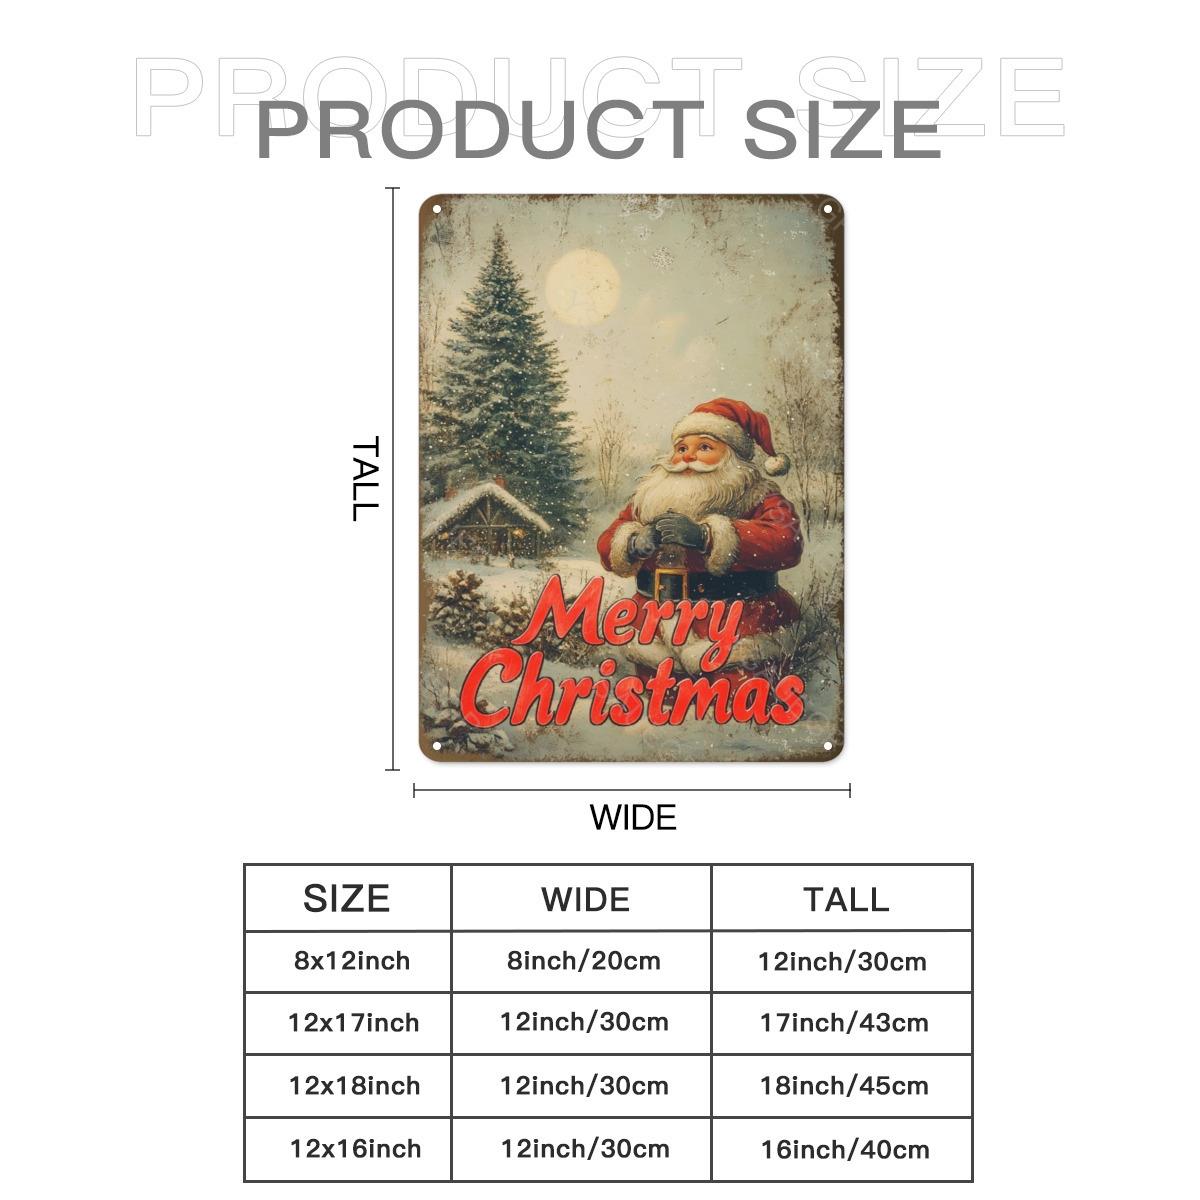 PRODUCT SIZE
PRODUCT SIZE
TALL
Merry
Christmas
WIDE
SIZE WIDE TALL
8x12inch 8inch/20cm 12inch/30cm
12x17inch 12inch/30cm 17inch/43cm
12x18inch 12inch/30cm 18inch/45cm
12x16inch 12inch/30cm 16inch/40cm